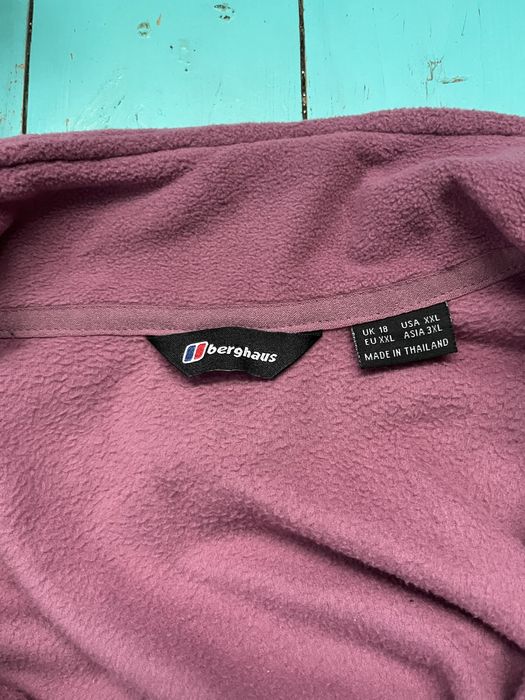 berghaus
UK 18 USA XXL
EU XXL ASIA 3XL
MADE IN THAILAND